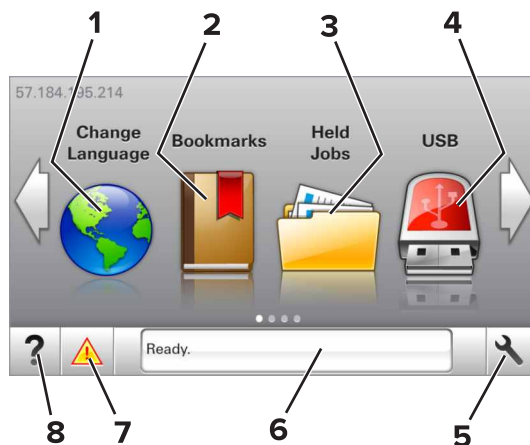 1 2 3 4
57.184.195.214
Change
Language
Bookmarks
Held
Jobs
USB
?
Ready.
8 7 6 5